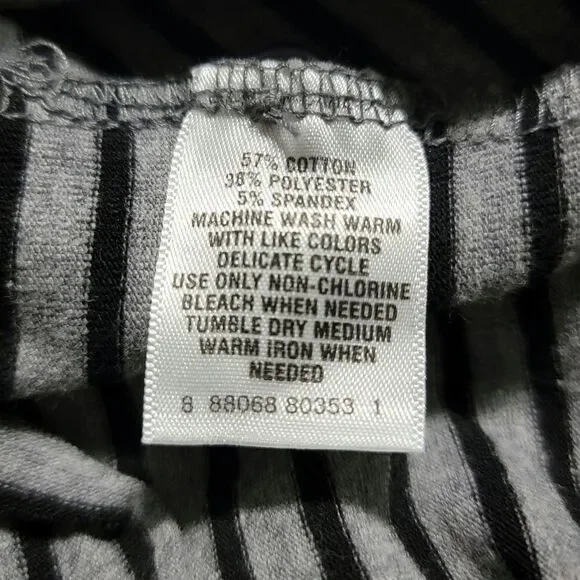 57% COTTON
38% POLYESTER
5% SPANDEX
MACHINE WASH WARM
WITH LIKE COLORS
DELICATE CYCLE
USE ONLY NON-CHLORINE
BLEACH WHEN NEEDED
TUMBLE DRY MEDIUM
WARM IRON WHEN
NEEDED
8 88068 80353 1